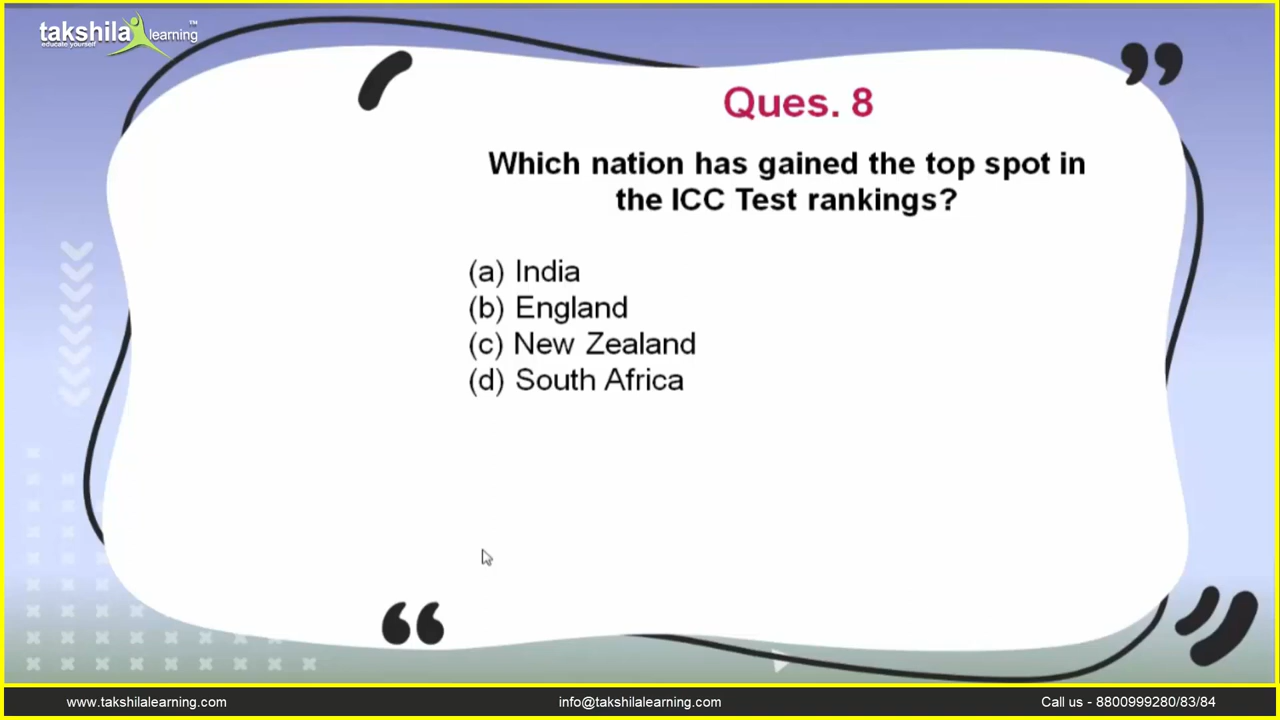 takshila learning™
educate yourself
Ques. 8
Which nation has gained the top spot in
the ICC Test rankings?
(a) India
(b) England
(c) New Zealand
(d) South Africa
www.takshilalearning.com
info@takshilalearning.com
Call us - 8800999280/83/84